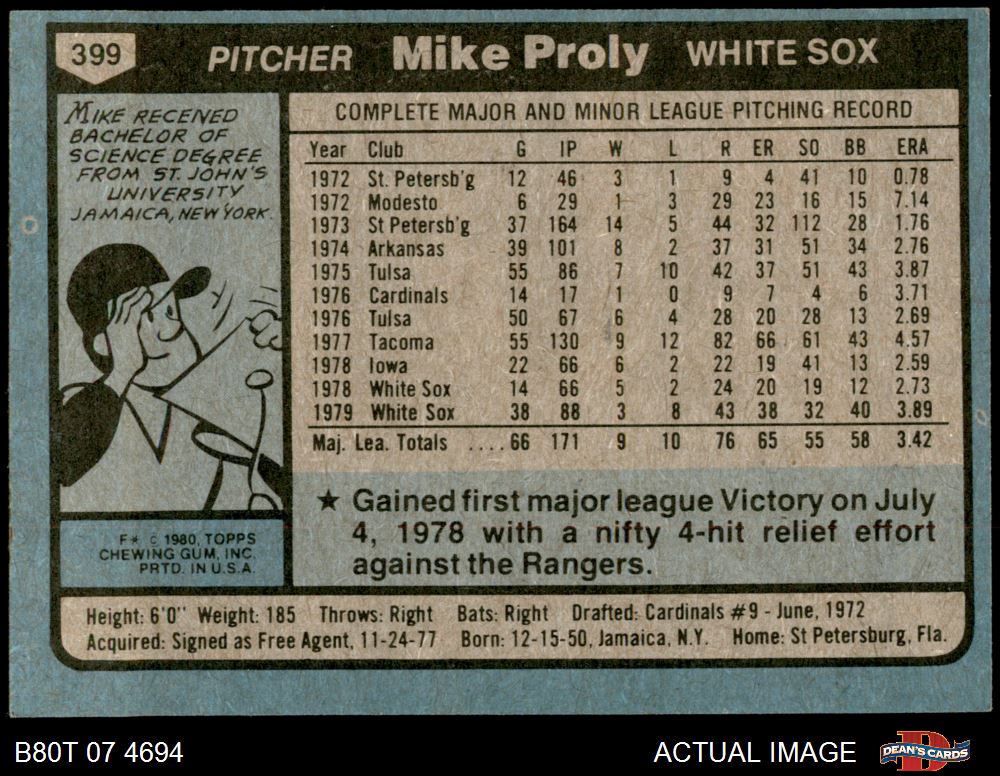 399 PITCHER Mike Proly WHITE SOX
MIKE RECEIVED
BACHELOR OF
SCIENCE DEGREE
FROM ST. JOHN'S
UNIVERSITY
JAMAICA, NEW YORK.
COMPLETE MAJOR AND MINOR LEAGUE PITCHING RECORD
Year Club G IP W L R ER SO BB ERA
1972 St. Petersb'g 12 46 3 1 9 4 41 10 0.78
1972 Modesto 6 29 1 3 29 23 16 15 7.14
1973 St Petersb'g 37 164 14 5 44 32 112 28 1.76
1974 Arkansas 39 101 8 2 37 31 51 34 2.76
1975 Tulsa 55 86 7 10 42 37 51 43 3.87
1976 Cardinals 14 17 1 0 9 7 4 6 3.71
1976 Tulsa 50 67 6 4 28 20 28 13 2.69
1977 Tacoma 55 130 9 12 82 66 61 43 4.57
1978 Iowa 22 66 6 2 22 19 41 13 2.59
1978 White Sox 14 66 5 2 24 20 19 12 2.73
1979 White Sox 38 88 3 8 43 38 32 40 3.89
Maj. Lea. Totals ....66 171 9 10 76 65 55 58 3.42
★ Gained first major league Victory on July
4, 1978 with a nifty 4-hit relief effort
against the Rangers.
F* © 1980, TOPPS
CHEWING GUM, INC.
PRTD. IN U.S.A.
Height: 6'0" Weight: 185 Throws: Right Bats: Right Drafted: Cardinals #9 - June, 1972
Acquired: Signed as Free Agent, 11-24-77 Born: 12-15-50, Jamaica, N.Y. Home: St Petersburg, Fla.
B80T 07 4694 ACTUAL IMAGE DEAN'S CARDS